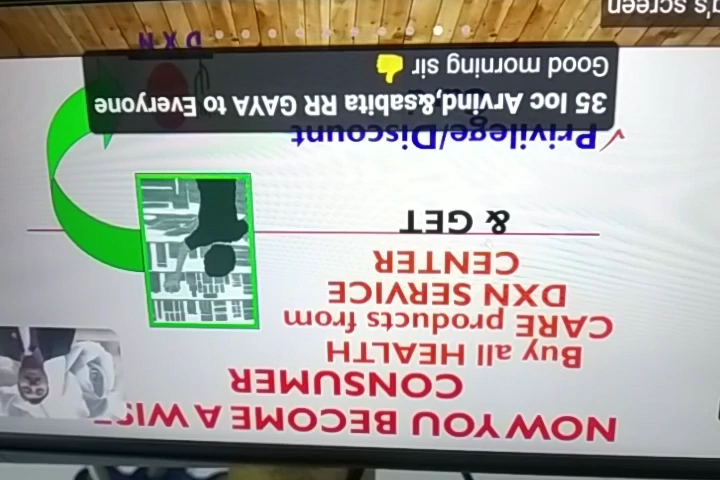 NOW YOU BECOME A WIS
CONSUMER
Buy all HEALTH
CARE products from
DXN SERVICE
CENTER
& GET
✓ Privilege/Discount
35 loc Arvind,&sabita RR GAYA to Everyone
Good morning sir 👍
DXN
's screen